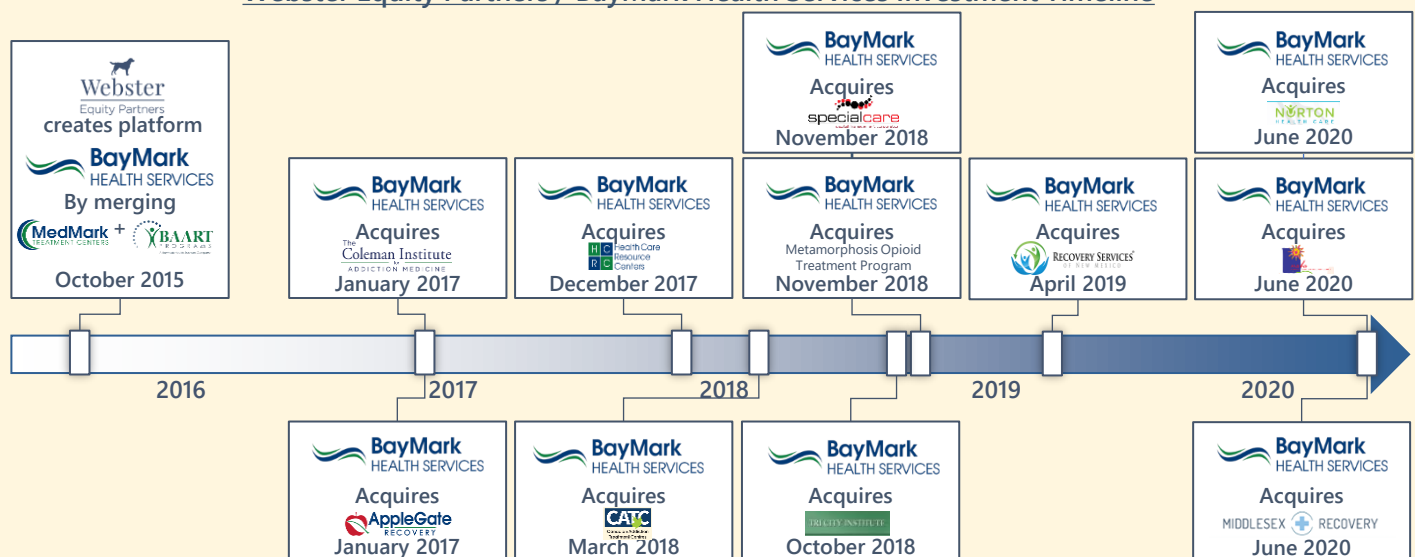 Webster Equity Partners / BayMark Health Services Investment Timeline
Webster
Equity Partners
creates platform
BayMark
HEALTH SERVICES
By merging
MedMark
TREATMENT CENTERS
+
BAART
PROGRAMS
October 2015
BayMark
HEALTH SERVICES
Acquires
The
Coleman Institute
for
ADDICTION MEDICINE
January 2017
BayMark
HEALTH SERVICES
Acquires
HCRC
Health Care
Resource
Centers
December 2017
BayMark
HEALTH SERVICES
Acquires
specialcare
November 2018
BayMark
HEALTH SERVICES
Acquires
Metamorphosis Opioid
Treatment Program
November 2018
BayMark
HEALTH SERVICES
Acquires
RECOVERY SERVICES
OF NEW MEXICO
April 2019
BayMark
HEALTH SERVICES
Acquires
NORTON
HEALTH CARE
June 2020
BayMark
HEALTH SERVICES
Acquires
June 2020
2016
2017
2018
2019
2020
BayMark
HEALTH SERVICES
Acquires
AppleGate
RECOVERY
January 2017
BayMark
HEALTH SERVICES
Acquires
CATC
Canadian Addiction
Treatment Centres
March 2018
BayMark
HEALTH SERVICES
Acquires
TRI CITY INSTITUTE
October 2018
BayMark
HEALTH SERVICES
Acquires
MIDDLESEX RECOVERY
June 2020